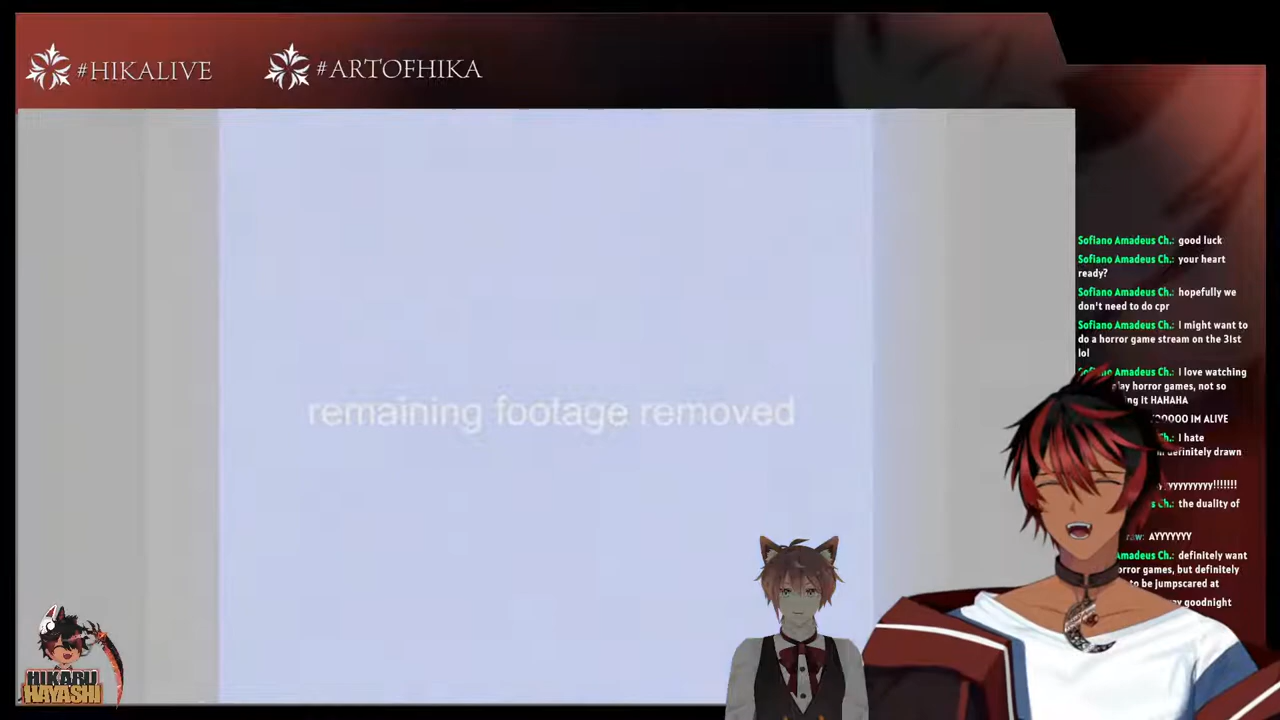 #HIKALIVE
#ARTOFHIKA
remaining footage removed
Sofiano Amadeus Ch.: good luck
Sofiano Amadeus Ch.: your heart
ready?
Sofiano Amadeus Ch.: hopefully we
don't need to do cpr
Sofiano Amadeus Ch.: I might want to
do a horror game stream on the 31st
lol
Ch.: I love watching
horror games, not so
it HAHAHA
IM ALIVE
Ch.: I hate
definitely drawn
Ch.: the duality of
AYYYYYY
Amadeus Ch.: definitely want
games, but definitely
to be jumpscared at
goodnight
HIKARU
HAYASHI